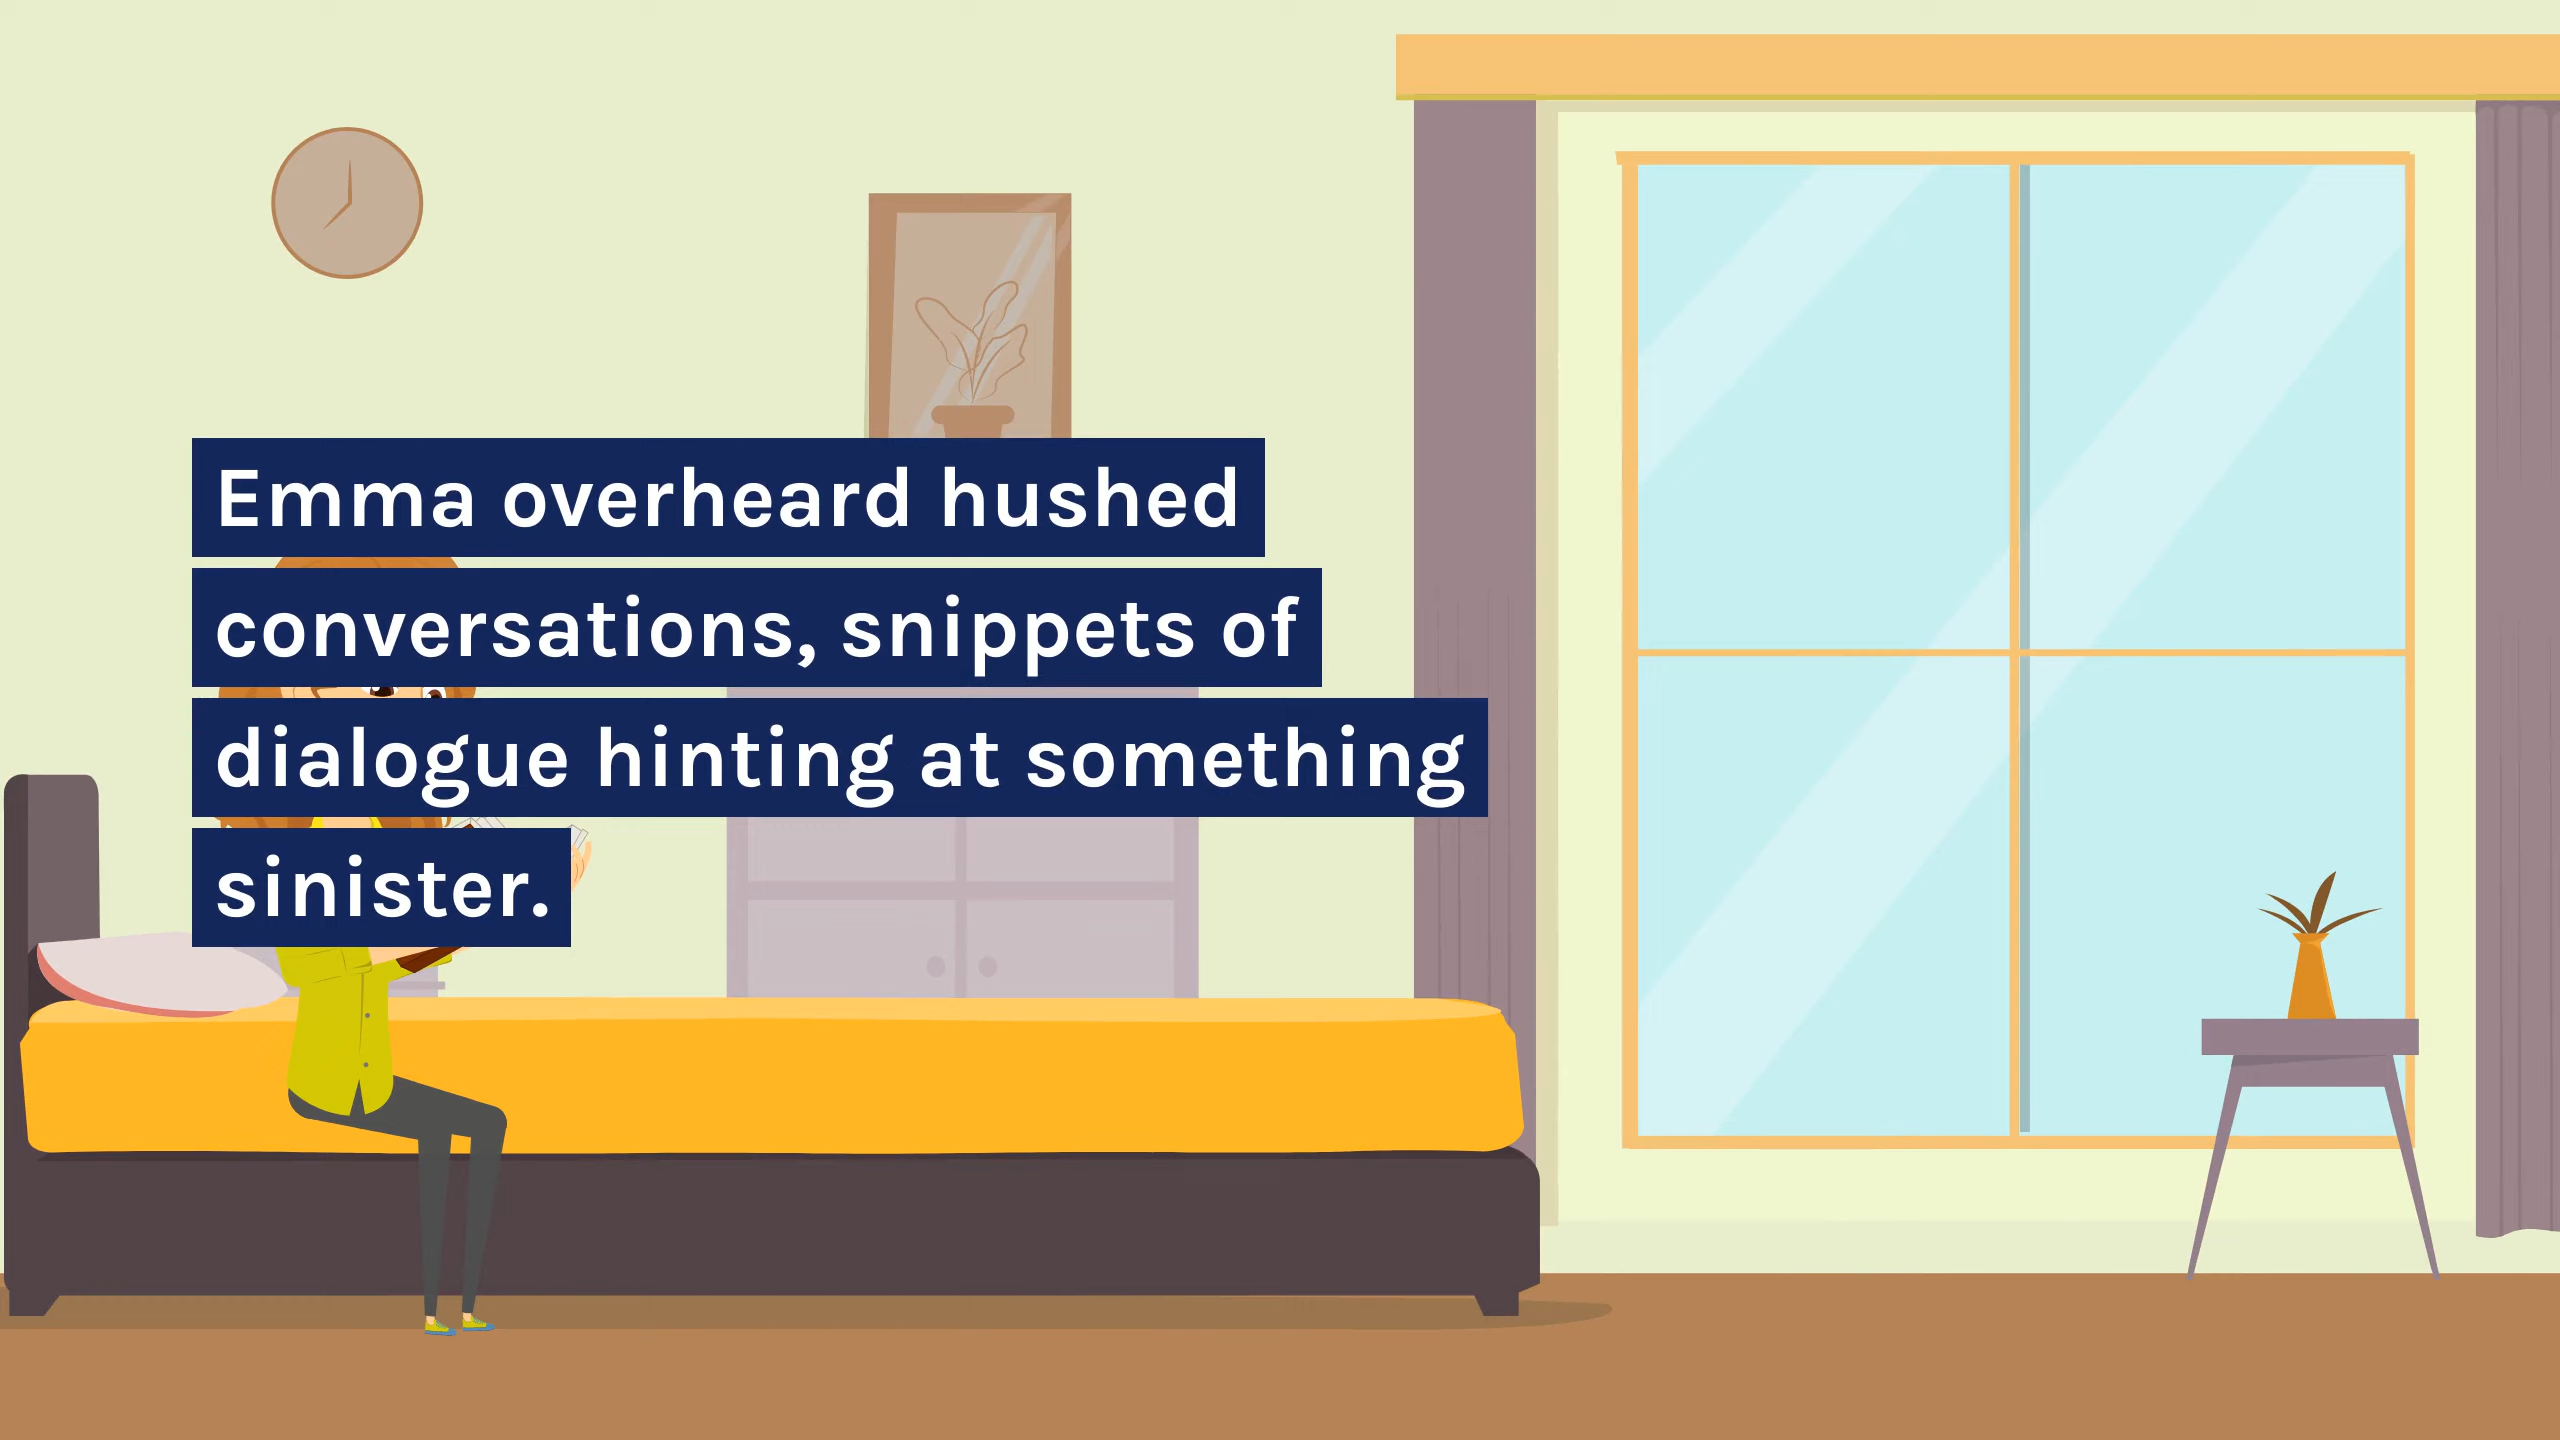 Emma overheard hushed
conversations, snippets of
dialogue hinting at something
sinister.